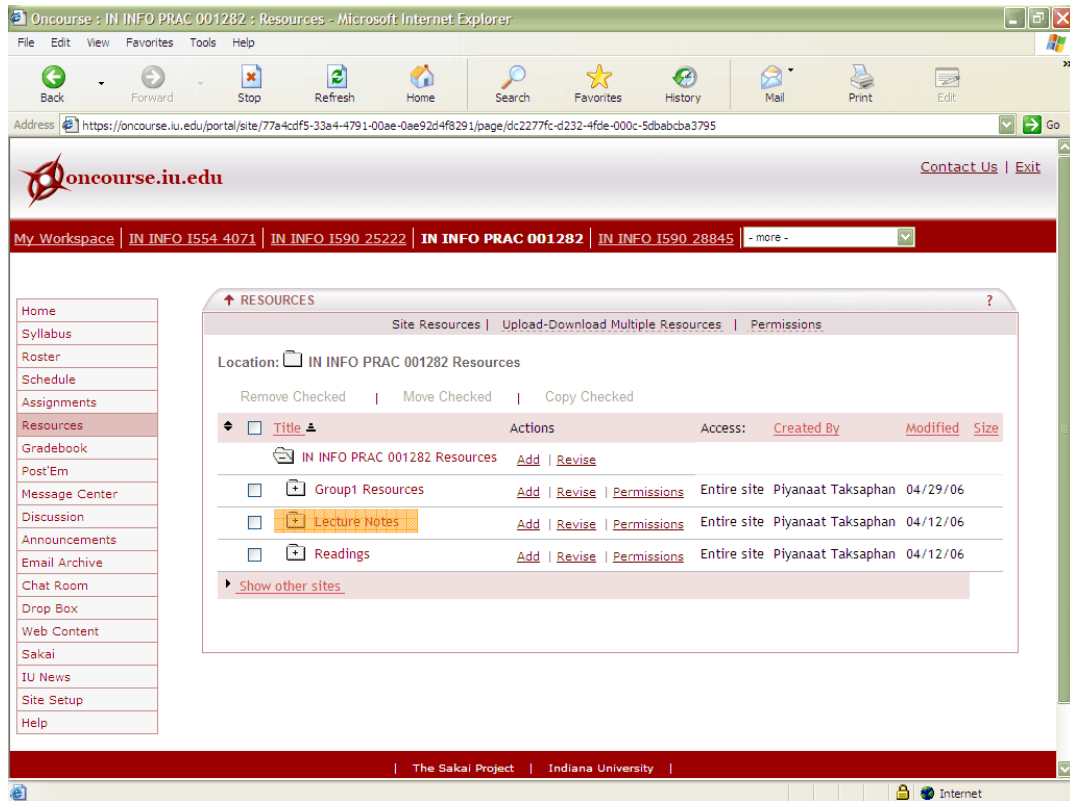 Oncourse : IN INFO PRAC 001282 : Resources - Microsoft Internet Explorer
File Edit View Favorites Tools Help
Back Forward Stop Refresh Home Search Favorites History Mail Print Edit
Address https://oncourse.iu.edu/portal/site/77a4cdf5-33a4-4791-00ae-0ae92d4f8291/page/dc2277fc-d232-4fde-000c-5dbabcba3795 Go
oncourse.iu.edu
Contact Us | Exit
My Workspace | IN INFO I554 4071 | IN INFO I590 25222 | IN INFO PRAC 001282 | IN INFO I590 28845 | - more -
Home
Syllabus
Roster
Schedule
Assignments
Resources
Gradebook
Post'Em
Message Center
Discussion
Announcements
Email Archive
Chat Room
Drop Box
Web Content
Sakai
IU News
Site Setup
Help
RESOURCES ?
Site Resources | Upload-Download Multiple Resources | Permissions
Location: IN INFO PRAC 001282 Resources
Remove Checked | Move Checked | Copy Checked
Title Actions Access: Created By Modified Size
IN INFO PRAC 001282 Resources Add | Revise
Group1 Resources Add | Revise | Permissions Entire site Piyanaat Taksaphan 04/29/06
Lecture Notes Add | Revise | Permissions Entire site Piyanaat Taksaphan 04/12/06
Readings Add | Revise | Permissions Entire site Piyanaat Taksaphan 04/12/06
Show other sites
| The Sakai Project | Indiana University |
Internet